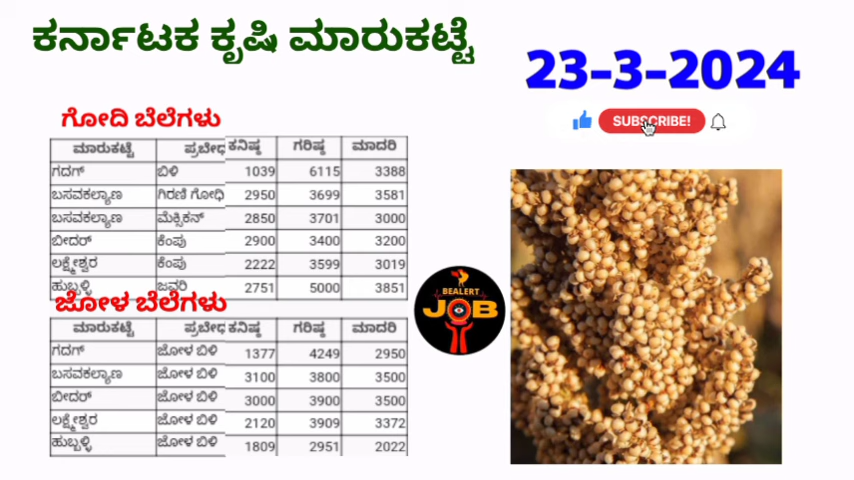 ಕರ್ನಾಟಕ ಕೃಷಿ ಮಾರುಕಟ್ಟೆ
23-3-2024
SUBSCRIBE!
ಗೋದಿ ಬೆಲೆಗಳು
ಮಾರುಕಟ್ಟೆ ಪ್ರಬೇಧ ಕನಿಷ್ಠ ಗರಿಷ್ಠ ಮಾದರಿ
ಗದಗ್ ಬಿಳಿ 1039 6115 3388
ಬಸವಕಲ್ಯಾಣ ಗಿರಣಿ ಗೋಧಿ 2950 3699 3581
ಬಸವಕಲ್ಯಾಣ ಮೆಕ್ಸಿಕನ್ 2850 3701 3000
ಬೀದರ್ ಕೆಂಪು 2900 3400 3200
ಲಕ್ಷ್ಮೇಶ್ವರ ಕೆಂಪು 2222 3599 3019
ಹುಬ್ಬಳ್ಳಿ ಜವರಿ 2751 5000 3851
ಜೋಳ ಬೆಲೆಗಳು
ಮಾರುಕಟ್ಟೆ ಪ್ರಬೇಧ ಕನಿಷ್ಠ ಗರಿಷ್ಠ ಮಾದರಿ
ಗದಗ್ ಜೋಳ ಬಿಳಿ 1377 4249 2950
ಬಸವಕಲ್ಯಾಣ ಜೋಳ ಬಿಳಿ 3100 3800 3500
ಬೀದರ್ ಜೋಳ ಬಿಳಿ 3000 3900 3500
ಲಕ್ಷ್ಮೇಶ್ವರ ಜೋಳ ಬಿಳಿ 2120 3909 3372
ಹುಬ್ಬಳ್ಳಿ ಜೋಳ ಬಿಳಿ 1809 2951 2022
BEALERT
JOB